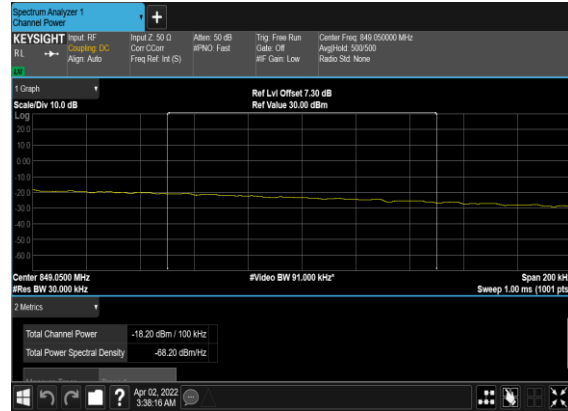 Spectrum Analyzer 1
Channel Power
KEYSIGHT Input: RF Input Z: 50 Ω Atten: 50 dB Trig: Free Run Center Freq: 849.050000 MHz
RL Coupling: DC Corr CCorr #PNO: Fast Gate: Off Avg|Hold: 500/500
Align: Auto Freq Ref: Int (S) #IF Gain: Low Radio Std: None
LM
1 Graph
Ref Lvl Offset 7.30 dB
Scale/Div 10.0 dB Ref Value 30.00 dBm
Log
20.0
10.0
0.00
-10.0
-20.0
-30.0
-40.0
-50.0
-60.0
Center 849.0500 MHz #Video BW 91.000 kHz* Span 200 kH
#Res BW 30.000 kHz Sweep 1.00 ms (1001 pts
2 Metrics
Total Channel Power -18.20 dBm / 100 kHz
Total Power Spectral Density -68.20 dBm/Hz
Apr 02, 2022
3:38:16 AM